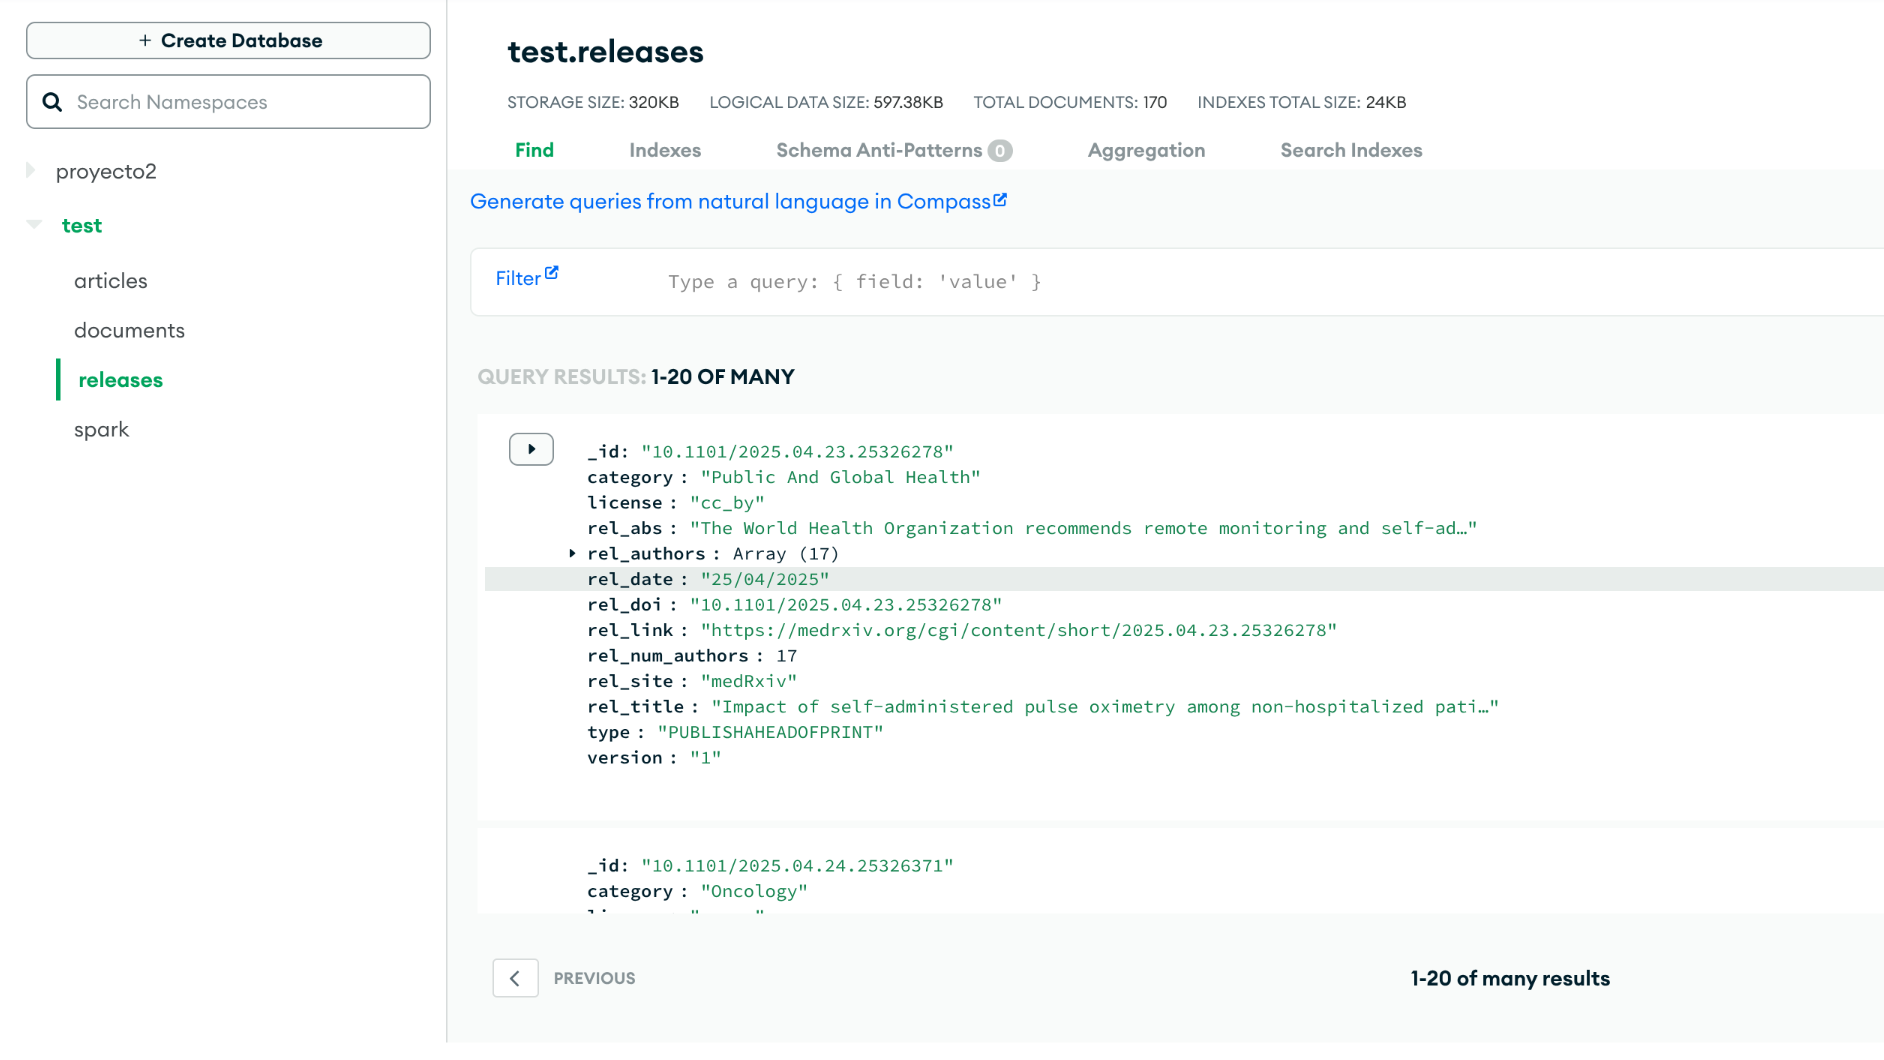 + Create Database
Search Namespaces
proyecto2
test
articles
documents
releases
spark
test.releases
STORAGE SIZE: 320KB LOGICAL DATA SIZE: 597.38KB TOTAL DOCUMENTS: 170 INDEXES TOTAL SIZE: 24KB
Find Indexes Schema Anti-Patterns 0 Aggregation Search Indexes
Generate queries from natural language in Compass
Filter Type a query: { field: 'value' }
QUERY RESULTS: 1-20 OF MANY
_id: "10.1101/2025.04.23.25326278"
category : "Public And Global Health"
license : "cc_by"
rel_abs : "The World Health Organization recommends remote monitoring and self-ad…"
rel_authors : Array (17)
rel_date : "25/04/2025"
rel_doi : "10.1101/2025.04.23.25326278"
rel_link : "https://medrxiv.org/cgi/content/short/2025.04.23.25326278"
rel_num_authors : 17
rel_site : "medRxiv"
rel_title : "Impact of self-administered pulse oximetry among non-hospitalized pati…"
type : "PUBLISHAHEADOFPRINT"
version : "1"
_id: "10.1101/2025.04.24.25326371"
category : "Oncology"
PREVIOUS
1-20 of many results